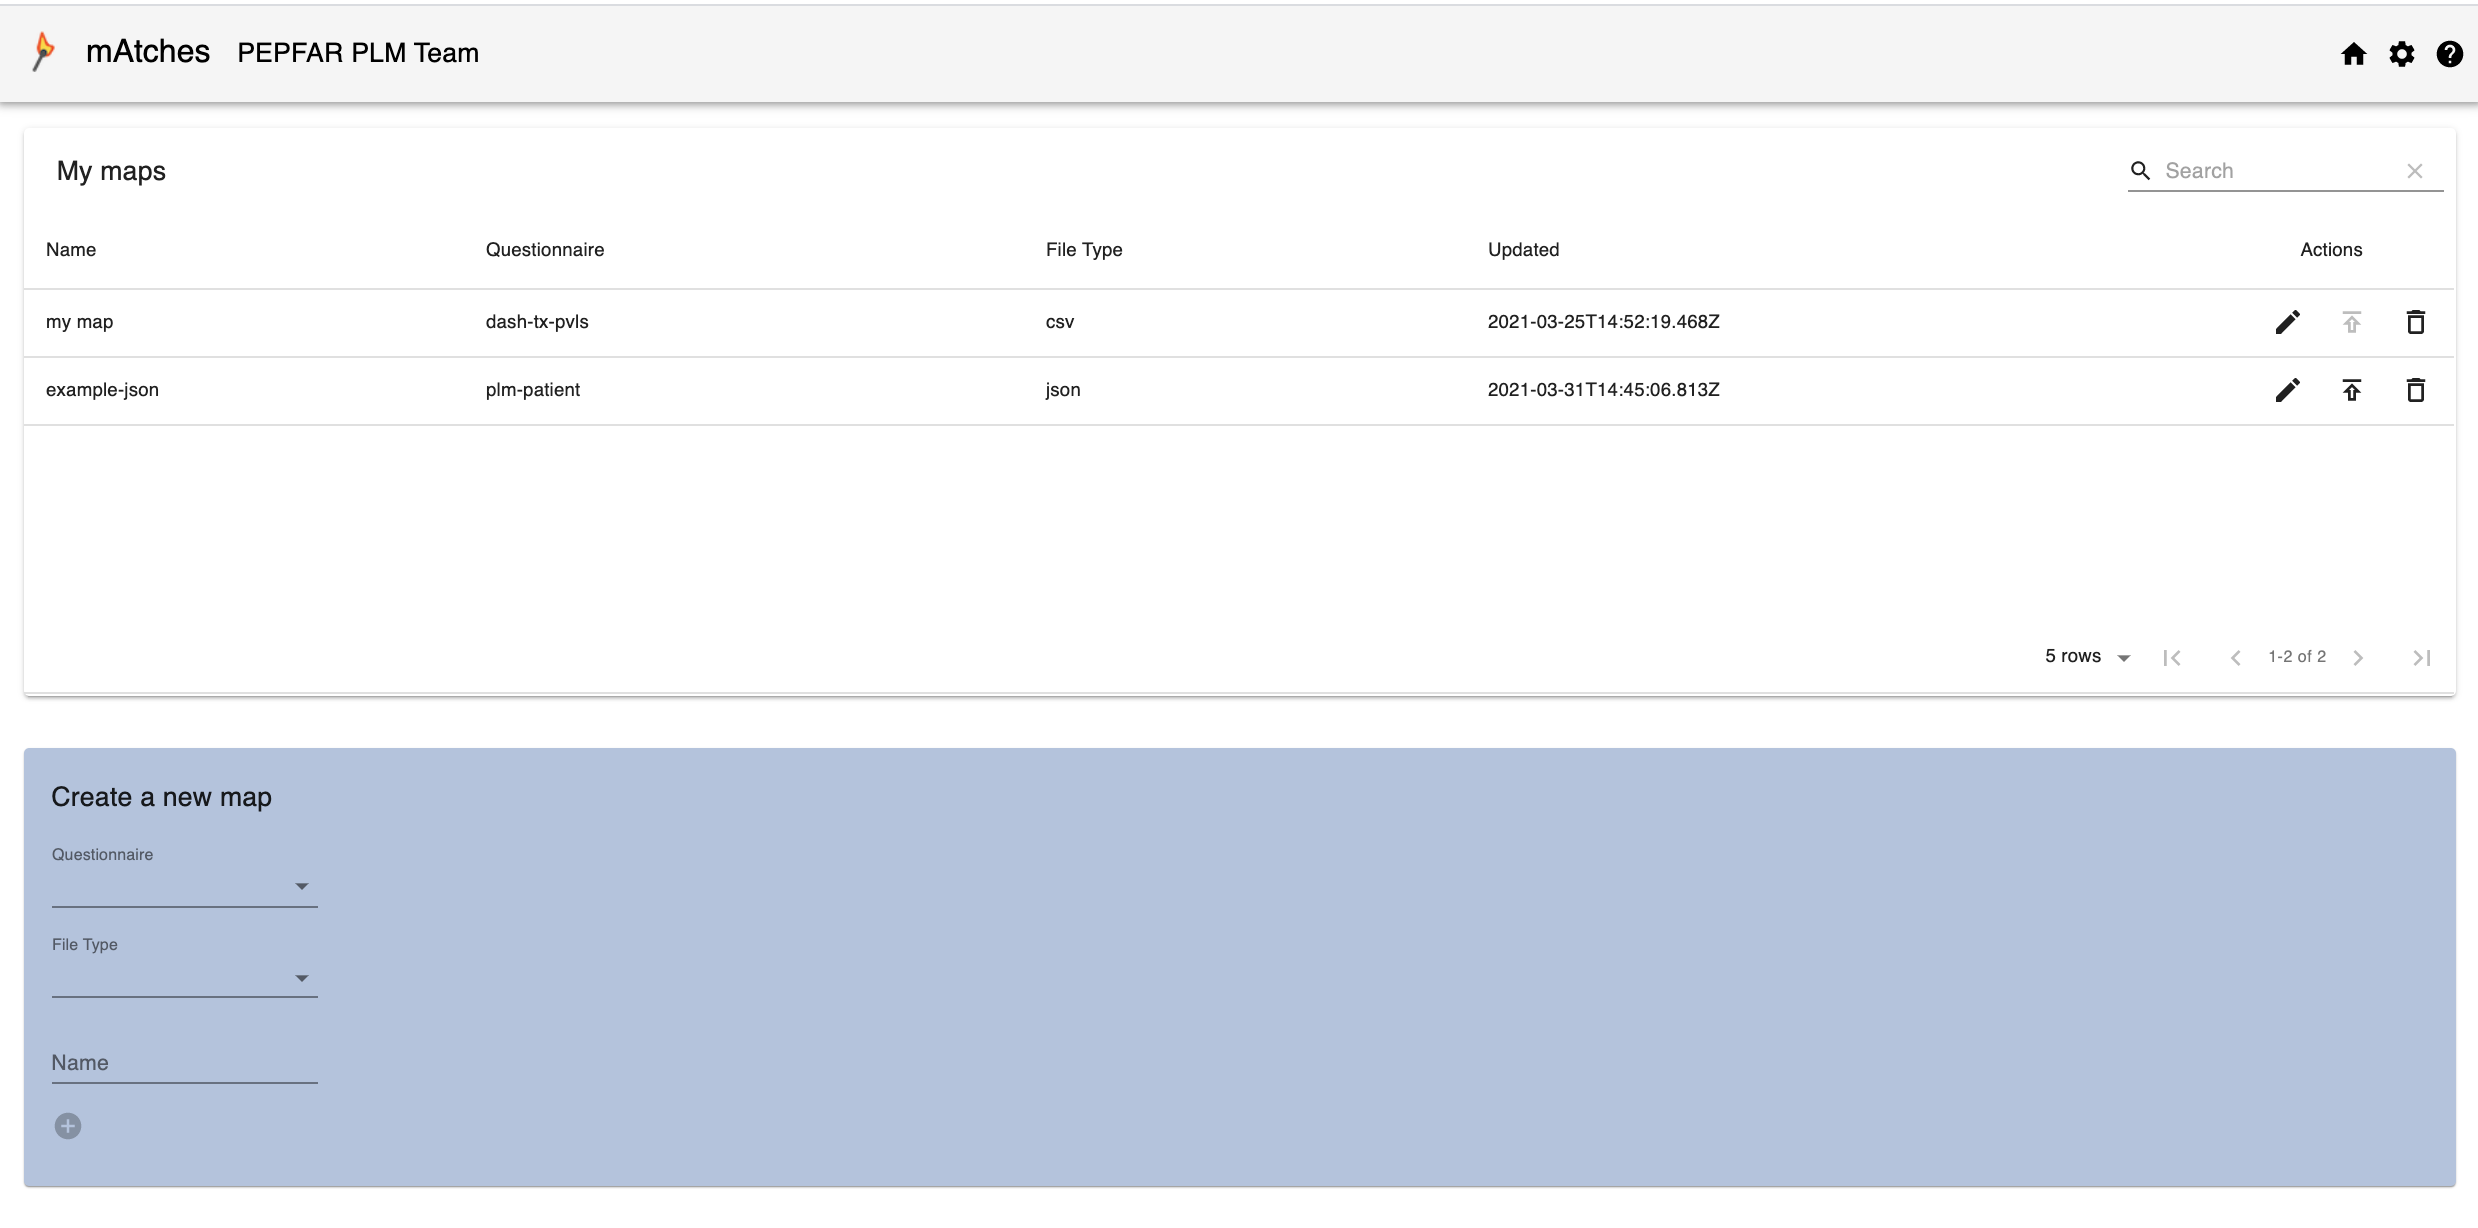 mAtches PEPFAR PLM Team
My maps
Search
Name Questionnaire File Type Updated Actions
my map dash-tx-pvls csv 2021-03-25T14:52:19.468Z
example-json plm-patient json 2021-03-31T14:45:06.813Z
5 rows 1-2 of 2
Create a new map
Questionnaire
File Type
Name